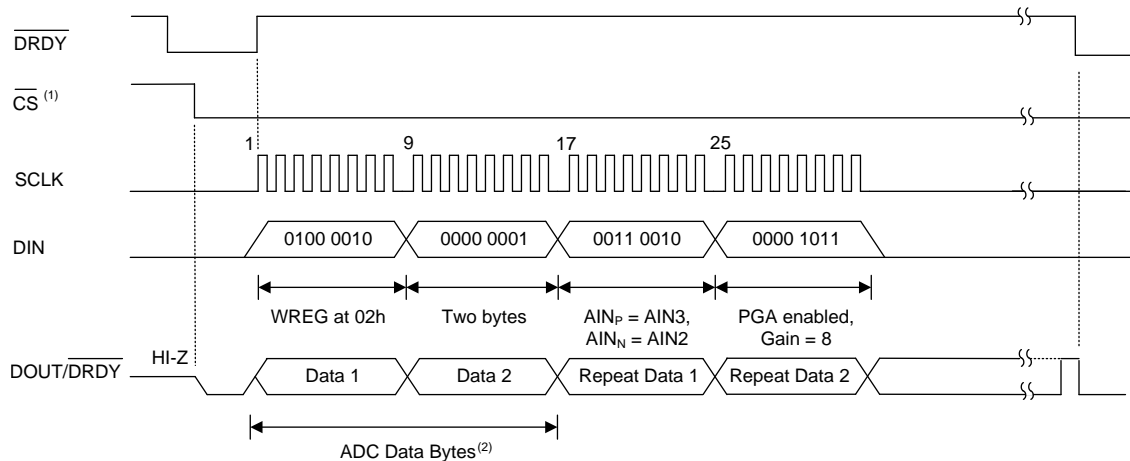 DRDY
CS (1)
1 9 17 25
SCLK
DIN 0100 0010 0000 0001 0011 0010 0000 1011
WREG at 02h Two bytes AINP = AIN3, PGA enabled,
AINN = AIN2 Gain = 8
HI-Z
DOUT/DRDY Data 1 Data 2 Repeat Data 1 Repeat Data 2
ADC Data Bytes(2)